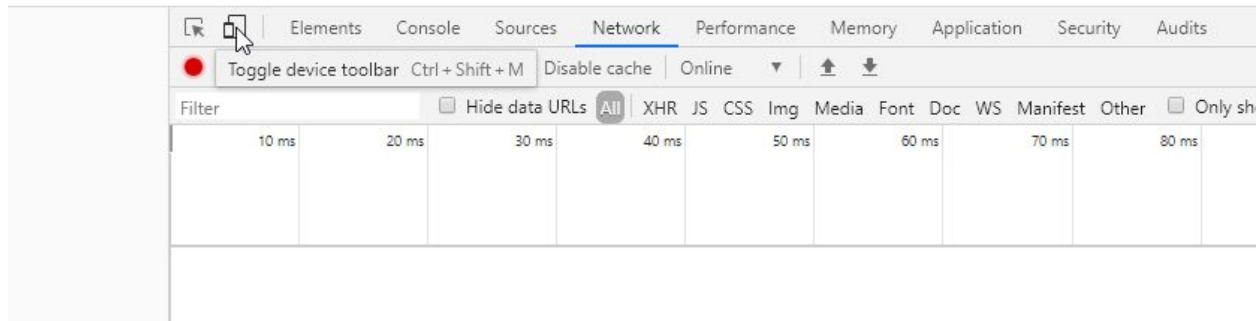 Elements Console Sources Network Performance Memory Application Security Audits
Toggle device toolbar Ctrl + Shift + M Disable cache Online
Filter Hide data URLs All XHR JS CSS Img Media Font Doc WS Manifest Other Only sh
10 ms 20 ms 30 ms 40 ms 50 ms 60 ms 70 ms 80 ms